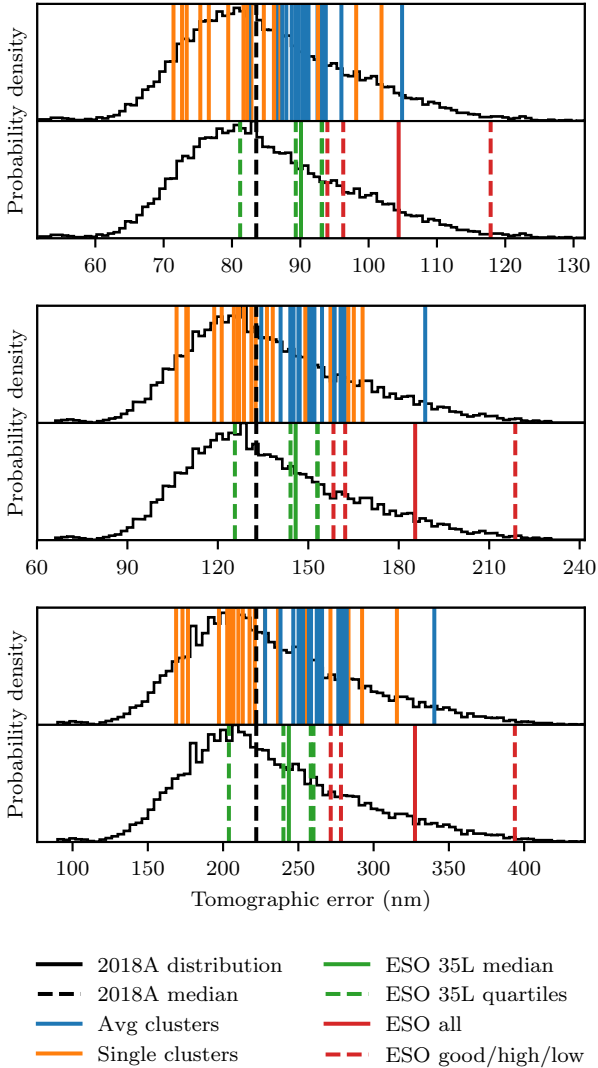 Probability density
60 70 80 90 100 110 120 130
Probability density
60 90 120 150 180 210 240
Probability density
100 150 200 250 300 350 400
Tomographic error (nm)
2018A distribution
2018A median
Avg clusters
Single clusters
ESO 35L median
ESO 35L quartiles
ESO all
ESO good/high/low